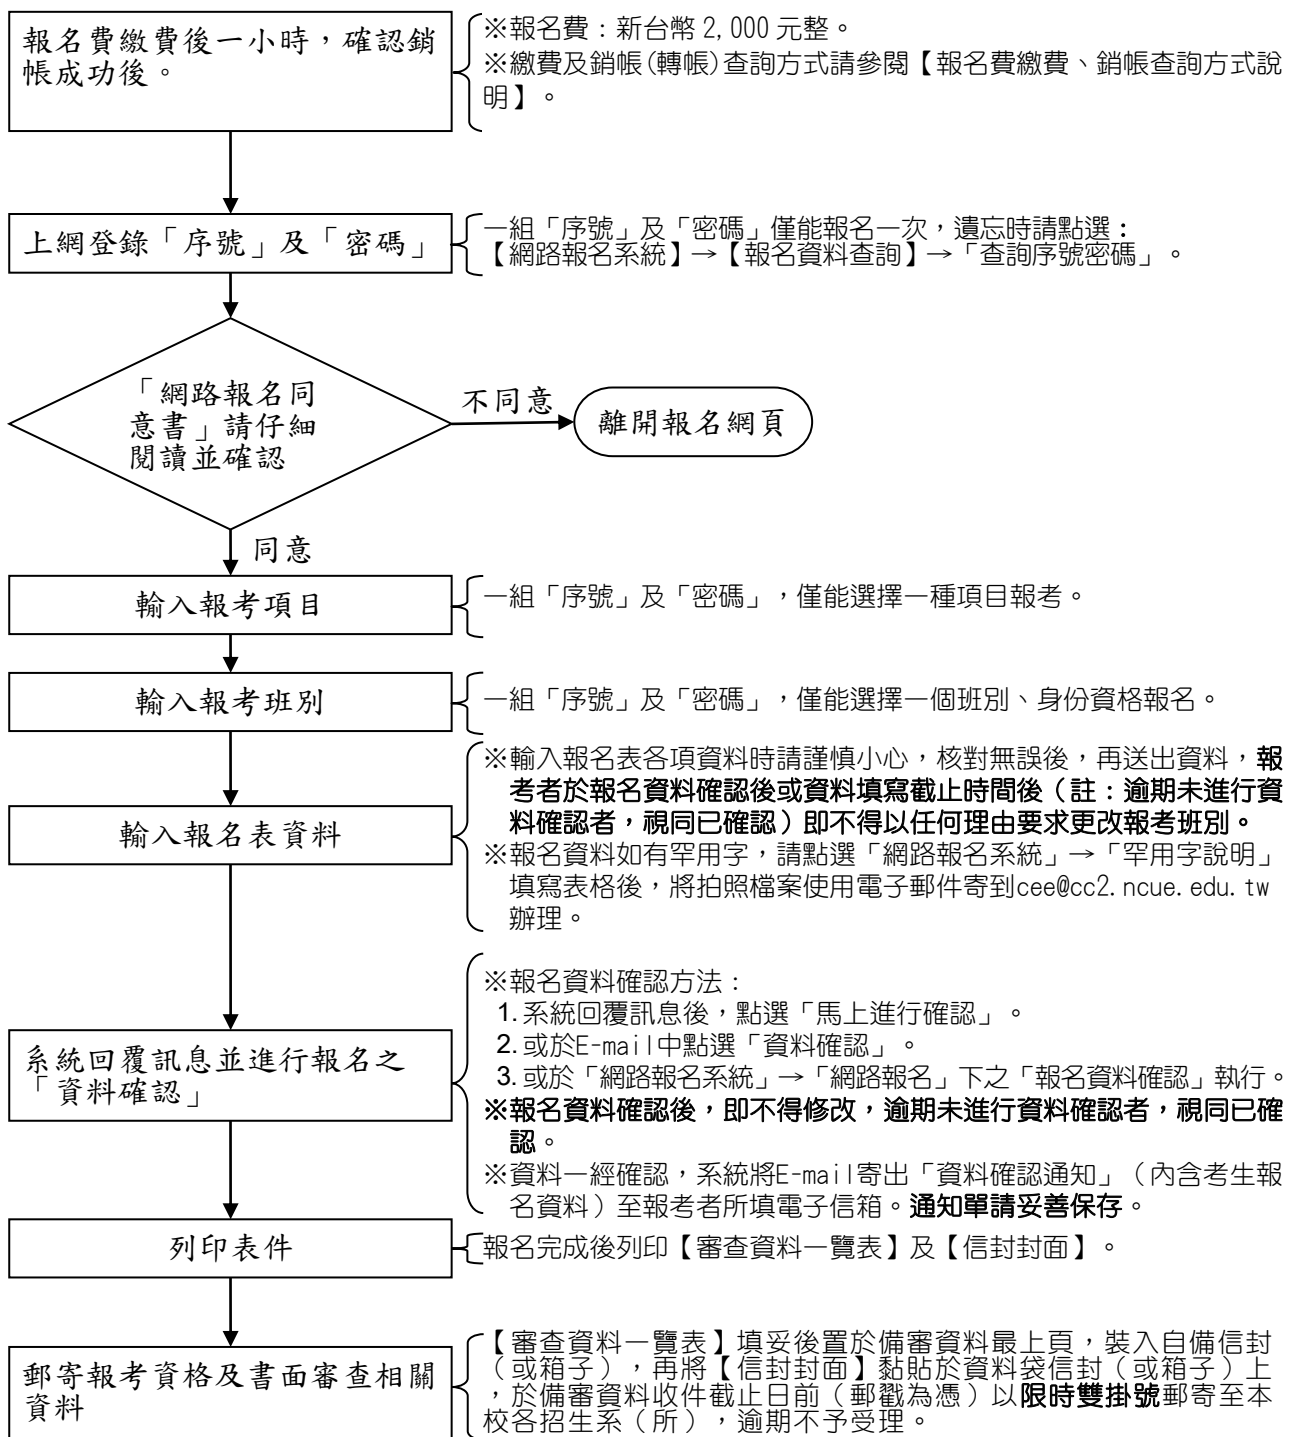 報名費繳費後一小時，確認銷
帳成功後。
※報名費：新台幣 2,000 元整。
※繳費及銷帳(轉帳)查詢方式請參閱【報名費繳費、銷帳查詢方式說
明】。
上網登錄「序號」及「密碼」
一組「序號」及「密碼」僅能報名一次，遺忘時請點選：
【網路報名系統】→【報名資料查詢】→「查詢序號密碼」。
「網路報名同
意書」請仔細
閱讀並確認
不同意
離開報名網頁
同意
輸入報考項目
一組「序號」及「密碼」，僅能選擇一種項目報考。
輸入報考班別
一組「序號」及「密碼」，僅能選擇一個班別、身份資格報名。
輸入報名表資料
※輸入報名表各項資料時請謹慎小心，核對無誤後，再送出資料，報
考者於報名資料確認後或資料填寫截止時間後（註：逾期未進行資
料確認者，視同已確認）即不得以任何理由要求更改報考班別。
※報名資料如有罕用字，請點選「網路報名系統」→「罕用字說明」
填寫表格後，將拍照檔案使用電子郵件寄到cee@cc2.ncue.edu.tw
辦理。
系統回覆訊息並進行報名之
「資料確認」
※報名資料確認方法：
1.系統回覆訊息後，點選「馬上進行確認」。
2.或於E-mail中點選「資料確認」。
3.或於「網路報名系統」→「網路報名」下之「報名資料確認」執行。
※報名資料確認後，即不得修改，逾期未進行資料確認者，視同已確
認。
※資料一經確認，系統將E-mail寄出「資料確認通知」（內含考生報
名資料）至報考者所填電子信箱。通知單請妥善保存。
列印表件
報名完成後列印【審查資料一覽表】及【信封封面】。
郵寄報考資格及書面審查相關
資料
【審查資料一覽表】填妥後置於備審資料最上頁，裝入自備信封
（或箱子），再將【信封封面】黏貼於資料袋信封（或箱子）上
，於備審資料收件截止日前（郵戳為憑）以限時雙掛號郵寄至本
校各招生系（所），逾期不予受理。